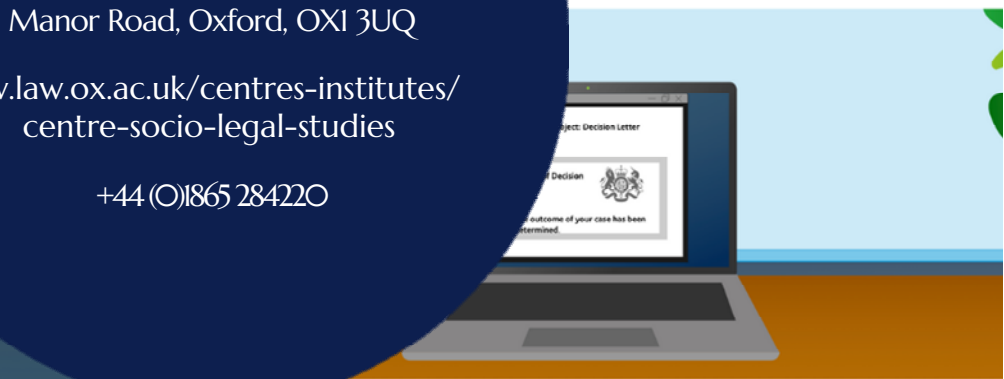 Manor Road, Oxford, OX1 3UQ
.law.ox.ac.uk/centres-institutes/
centre-socio-legal-studies
+44 (0)1865 284220
Decision Letter
Decision
outcome of your case has been